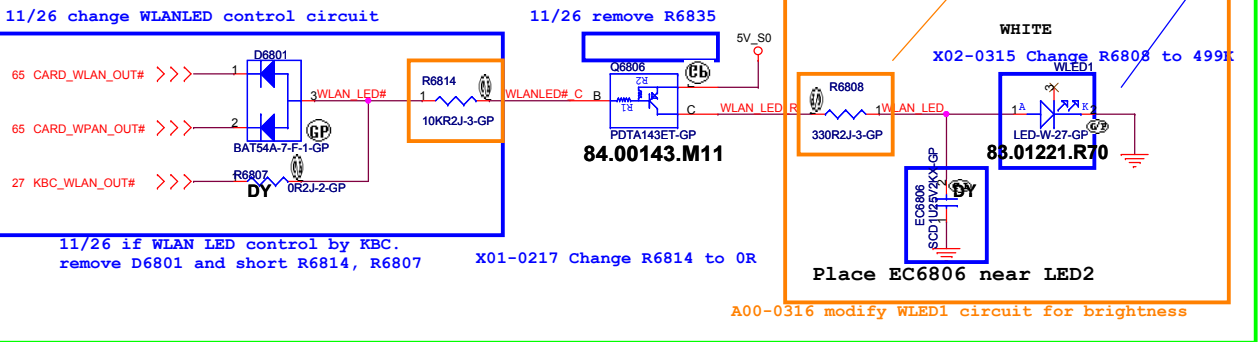 11/26 change WLANLED control circuit
11/26 remove R6835
WHITE
X02-0315 Change R6808 to 499R
5V_S0
D6801
65 CARD_WLAN_OUT#
1
3
WLAN_LED#
65 CARD_WPAN_OUT#
2
GP
BAT54A-7-F-1-GP
27 KBC_WLAN_OUT#
R6807
DY
0R2J-2-GP
R6814
1
10KR2J-3-GP
WLANLED#_C
Q6806
B
R1
R2
C
PDTA143ET-GP
84.00143.M11
WLAN_LED_R
R6808
1
330R2J-3-GP
WLAN_LED
WLED1
3
1
A
K
2
LED-W-27-GP
83.01221.R70
EC6806
SCD1U25V2KX-GP
2
1
DY
11/26 if WLAN LED control by KBC.
remove D6801 and short R6814, R6807
X01-0217 Change R6814 to 0R
Place EC6806 near LED2
A00-0316 modify WLED1 circuit for brightness